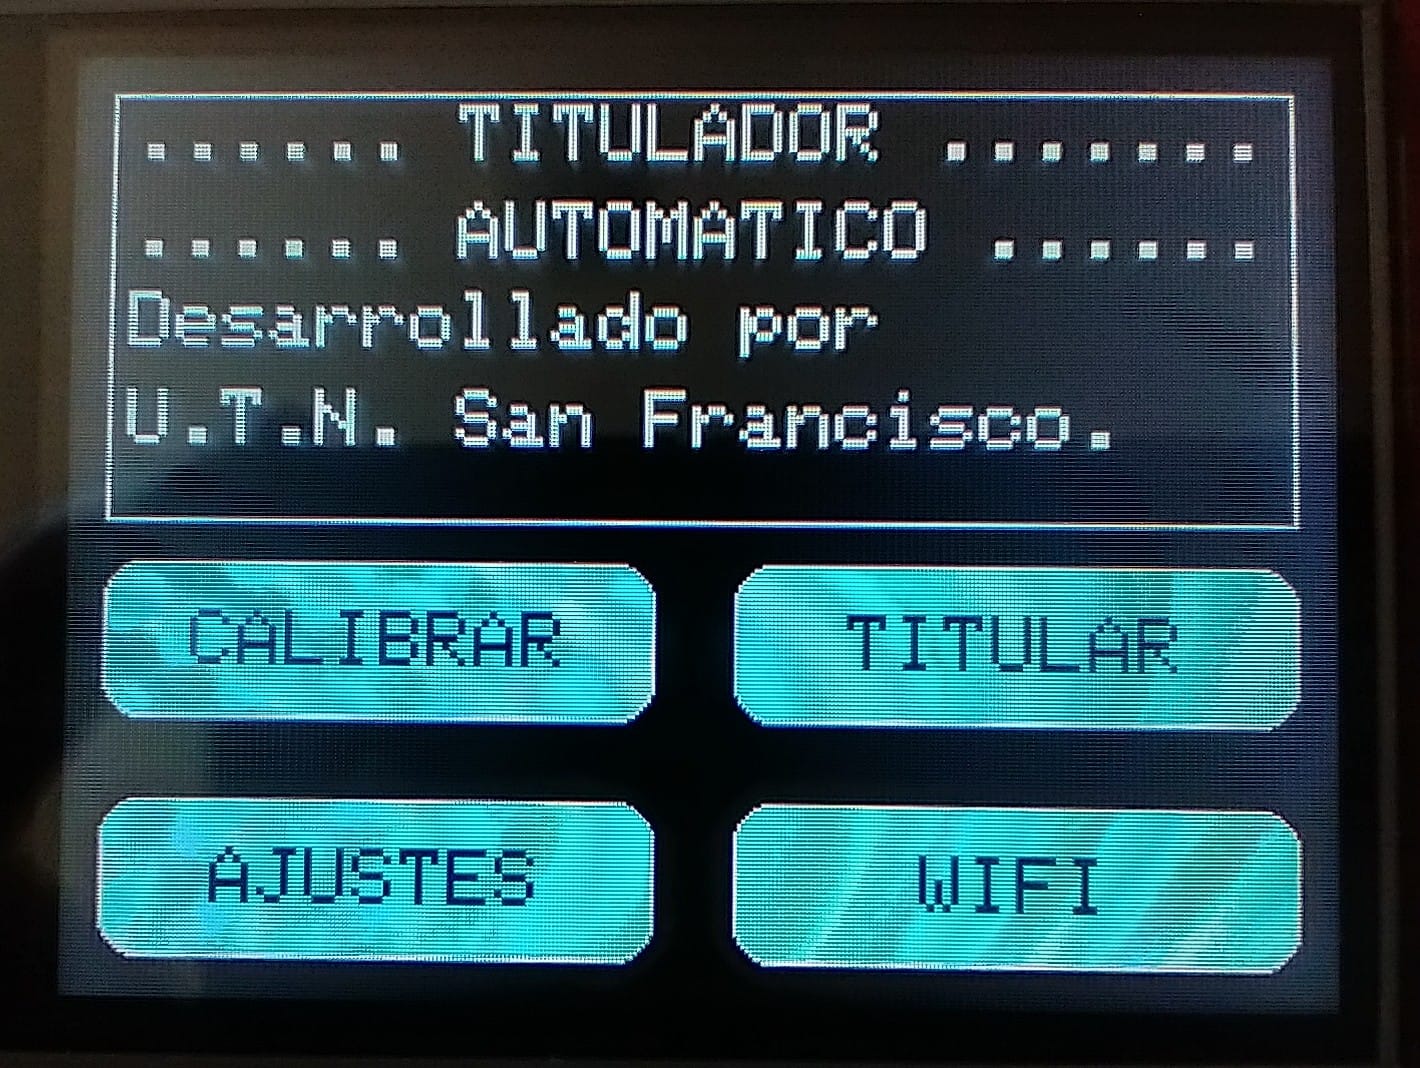 ...... TITULADOR .......
...... AUTOMATICO ......
Desarrollado por
U.T.N. San Francisco.
CALIBRAR
TITULAR
AJUSTES
WIFI